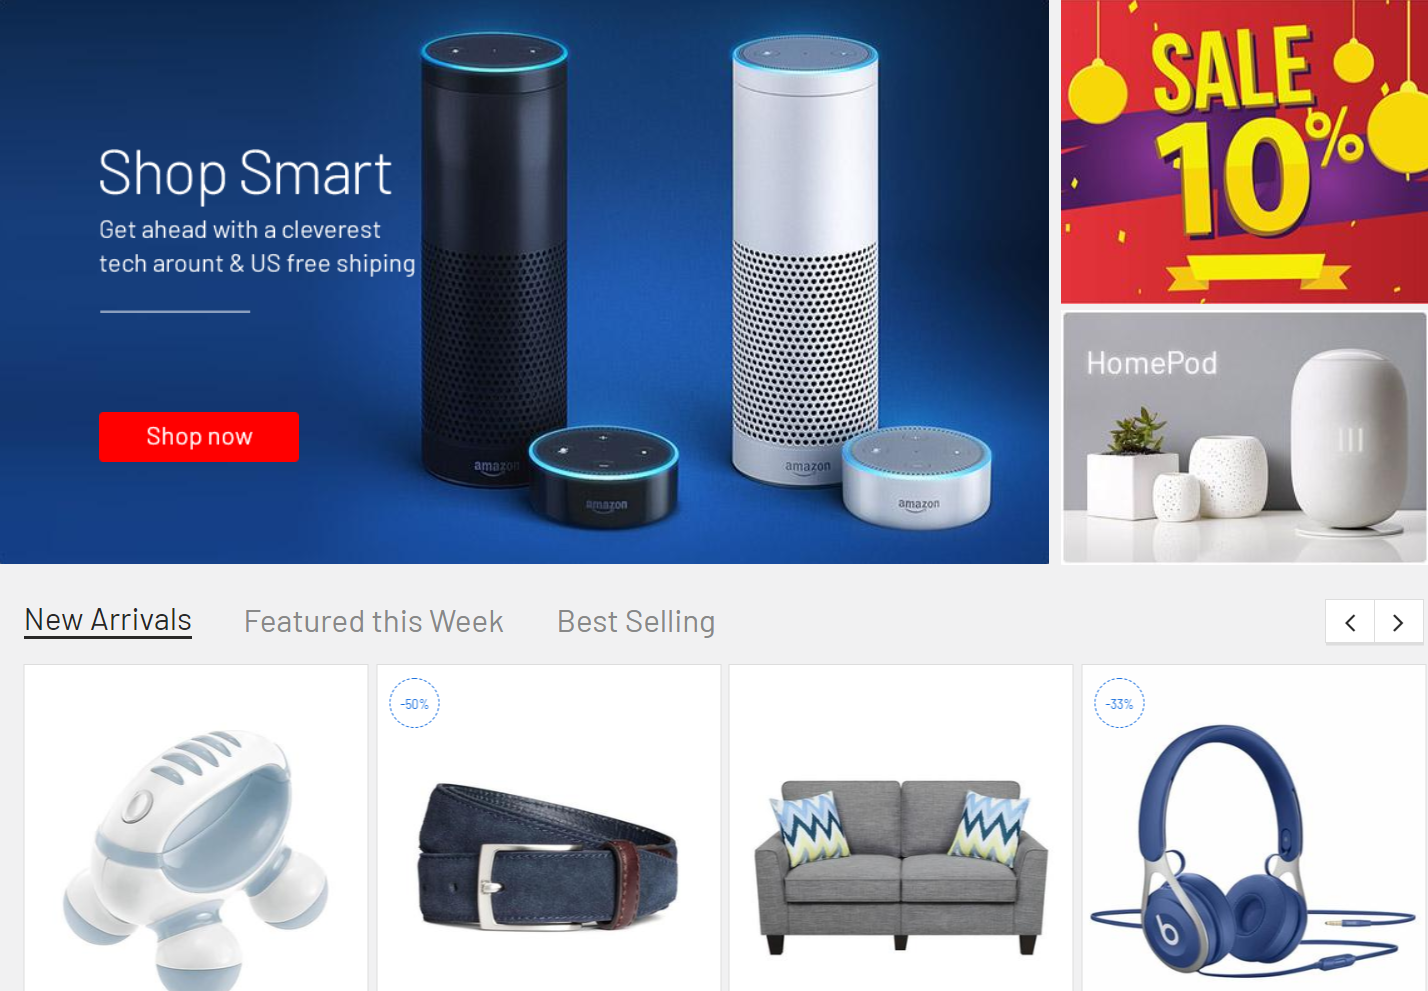 Shop Smart
Get ahead with a cleverest
tech arount & US free shiping
Shop now
amazon
amazon
amazon
amazon
SALE
10%
HomePod
New Arrivals
Featured this Week
Best Selling
-50%
-33%
b